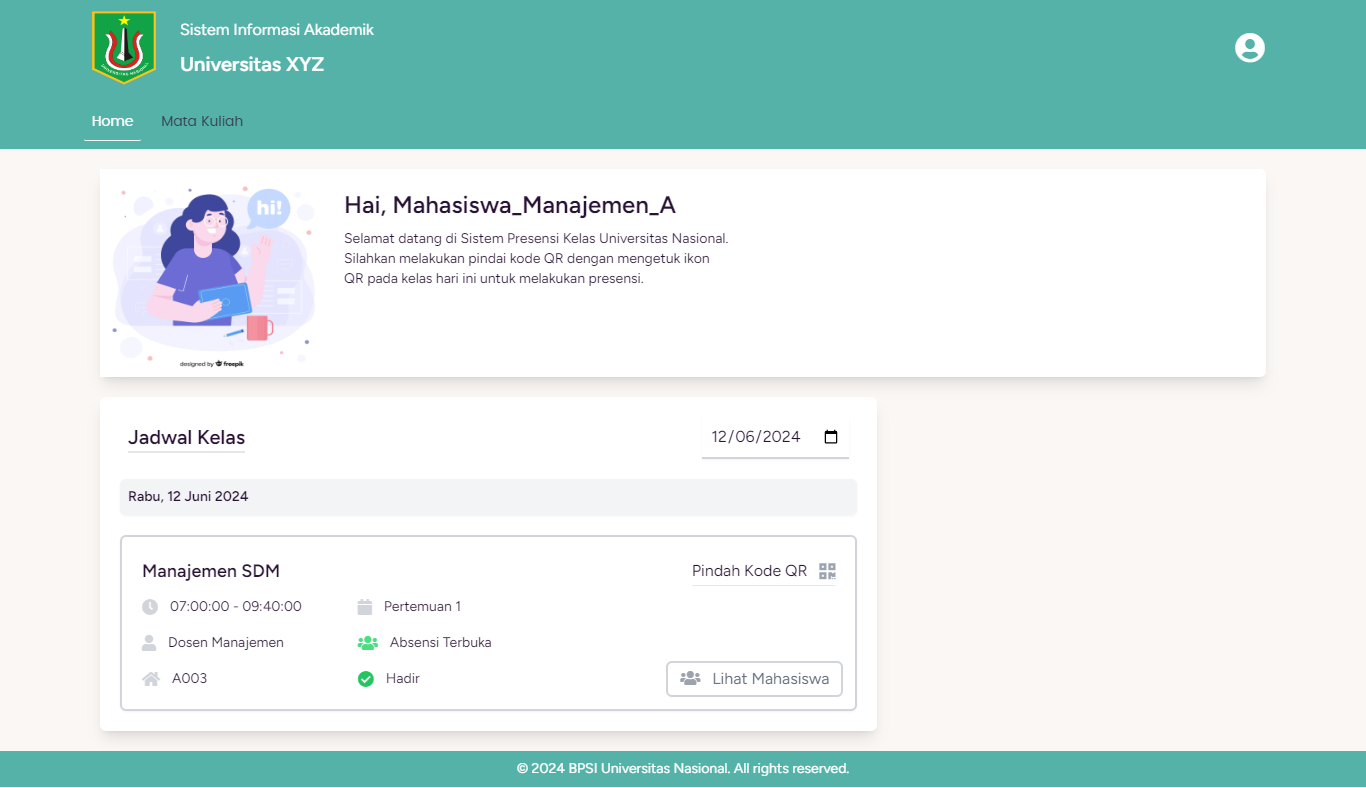 Sistem Informasi Akademik
Universitas XYZ
UNIVERSITAS NASIONAL
Home
Mata Kuliah
hi!
designed by freepik
Hai, Mahasiswa_Manajemen_A
Selamat datang di Sistem Presensi Kelas Universitas Nasional.
Silahkan melakukan pindai kode QR dengan mengetuk ikon
QR pada kelas hari ini untuk melakukan presensi.
Jadwal Kelas
12/06/2024
Rabu, 12 Juni 2024
Manajemen SDM
Pindah Kode QR
07:00:00 - 09:40:00
Pertemuan 1
Dosen Manajemen
Absensi Terbuka
A003
Hadir
Lihat Mahasiswa
© 2024 BPSI Universitas Nasional. All rights reserved.